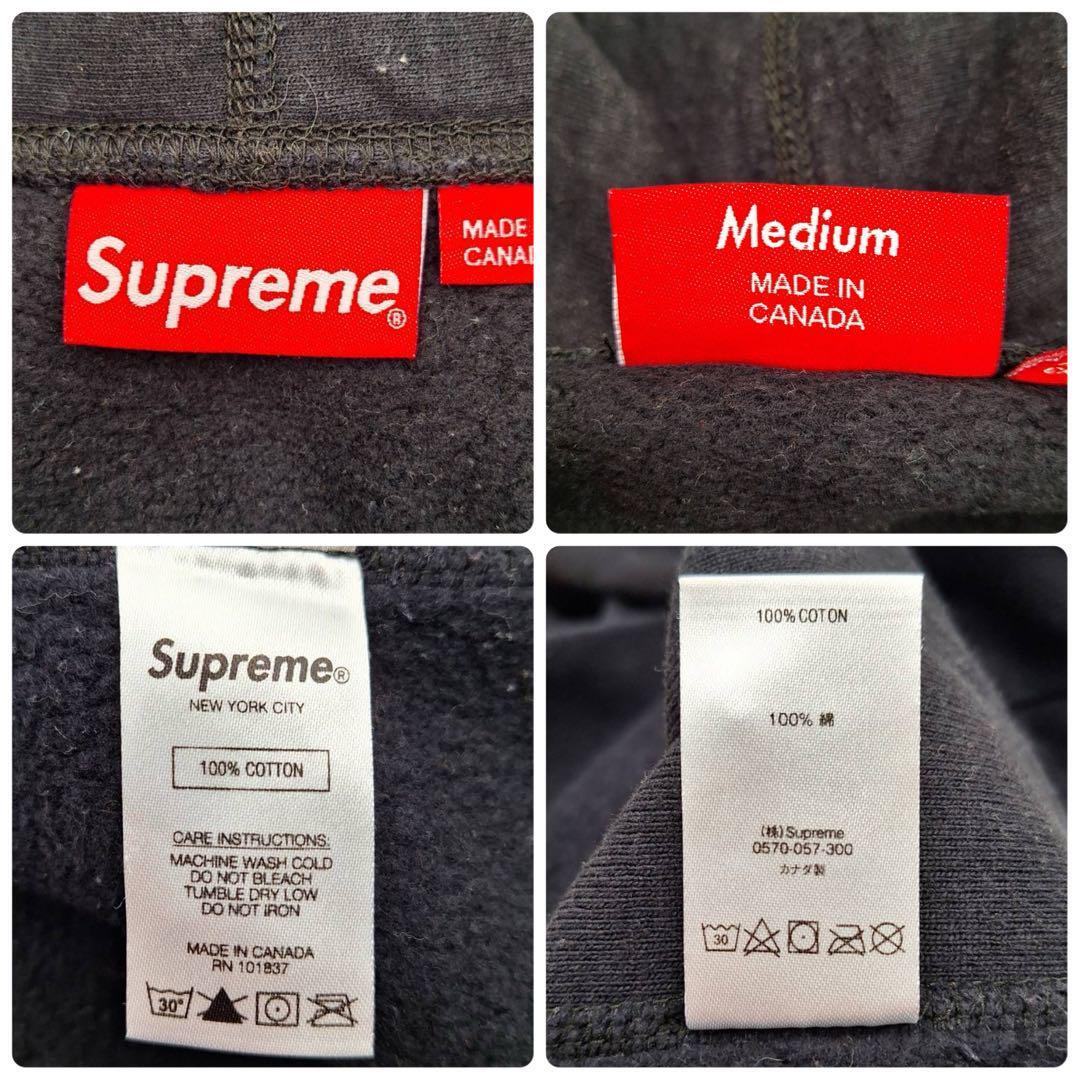 Supreme®
MADE
CANA
Medium
MADE IN
CANADA
Supreme®
NEW YORK CITY
100% COTTON
CARE INSTRUCTIONS:
MACHINE WASH COLD
DO NOT BLEACH
TUMBLE DRY LOW
DO NOT IRON
MADE IN CANADA
RN 101837
30°
100% COTTON
100% 綿
(株)Supreme
0570-057-300
カナダ製
30